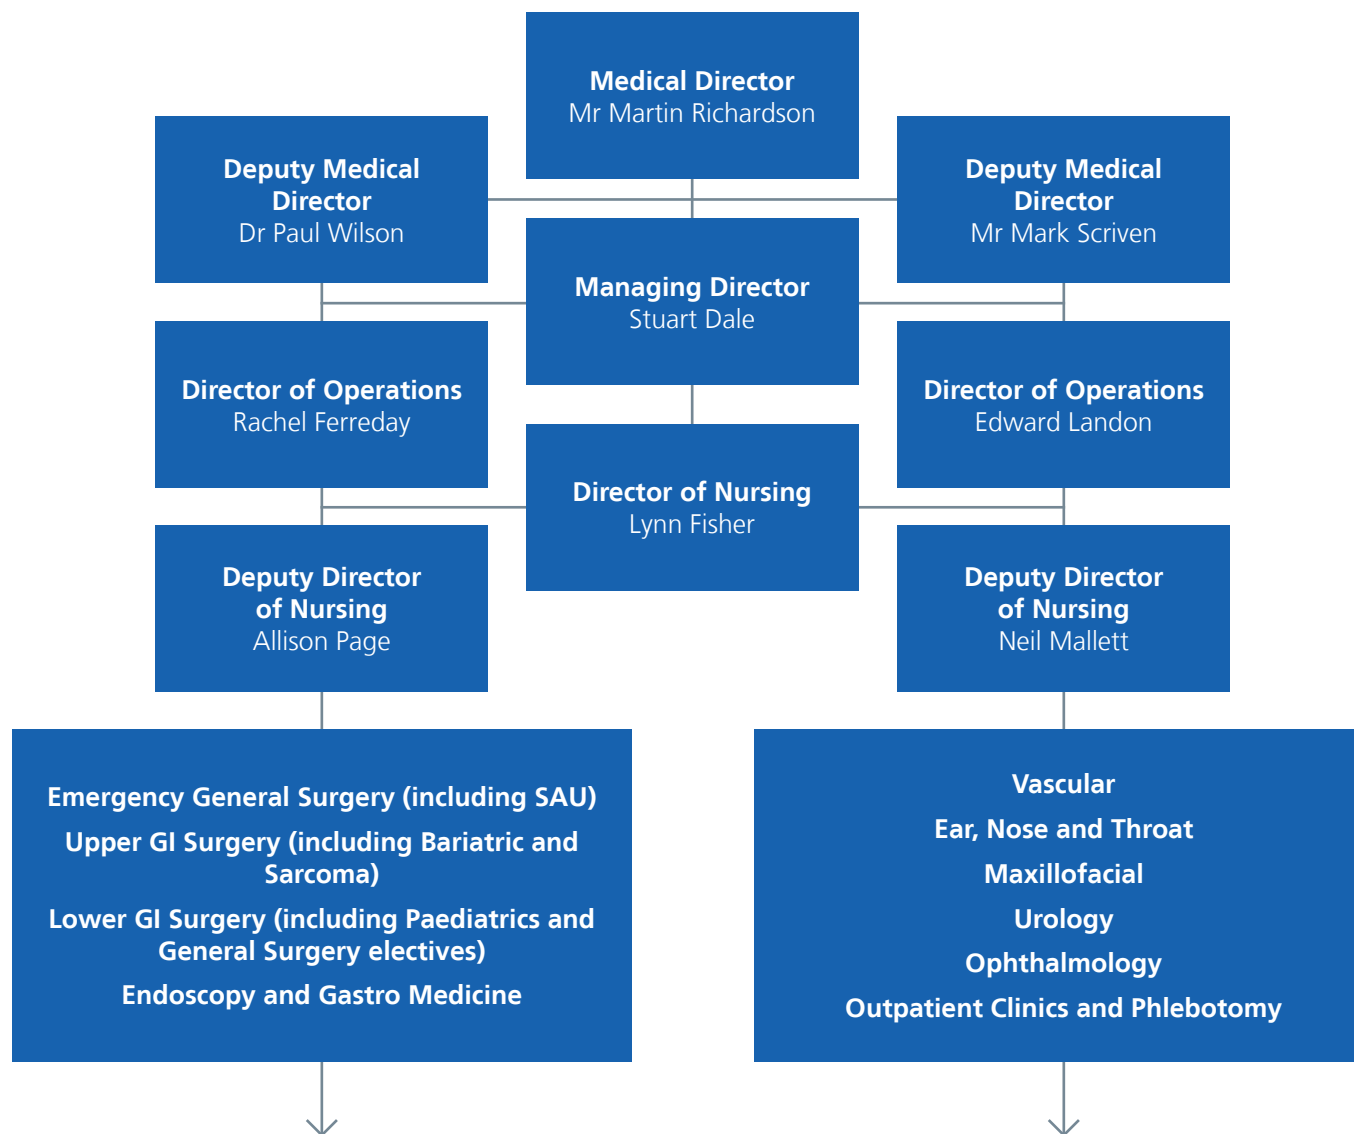 Medical Director
Mr Martin Richardson
Deputy Medical
Director
Dr Paul Wilson
Deputy Medical
Director
Mr Mark Scriven
Managing Director
Stuart Dale
Director of Operations
Rachel Ferreday
Director of Operations
Edward Landon
Director of Nursing
Lynn Fisher
Deputy Director
of Nursing
Allison Page
Deputy Director
of Nursing
Neil Mallett
Emergency General Surgery (including SAU)
Upper GI Surgery (including Bariatric and
Sarcoma)
Lower GI Surgery (including Paediatrics and
General Surgery electives)
Endoscopy and Gastro Medicine
Vascular
Ear, Nose and Throat
Maxillofacial
Urology
Ophthalmology
Outpatient Clinics and Phlebotomy